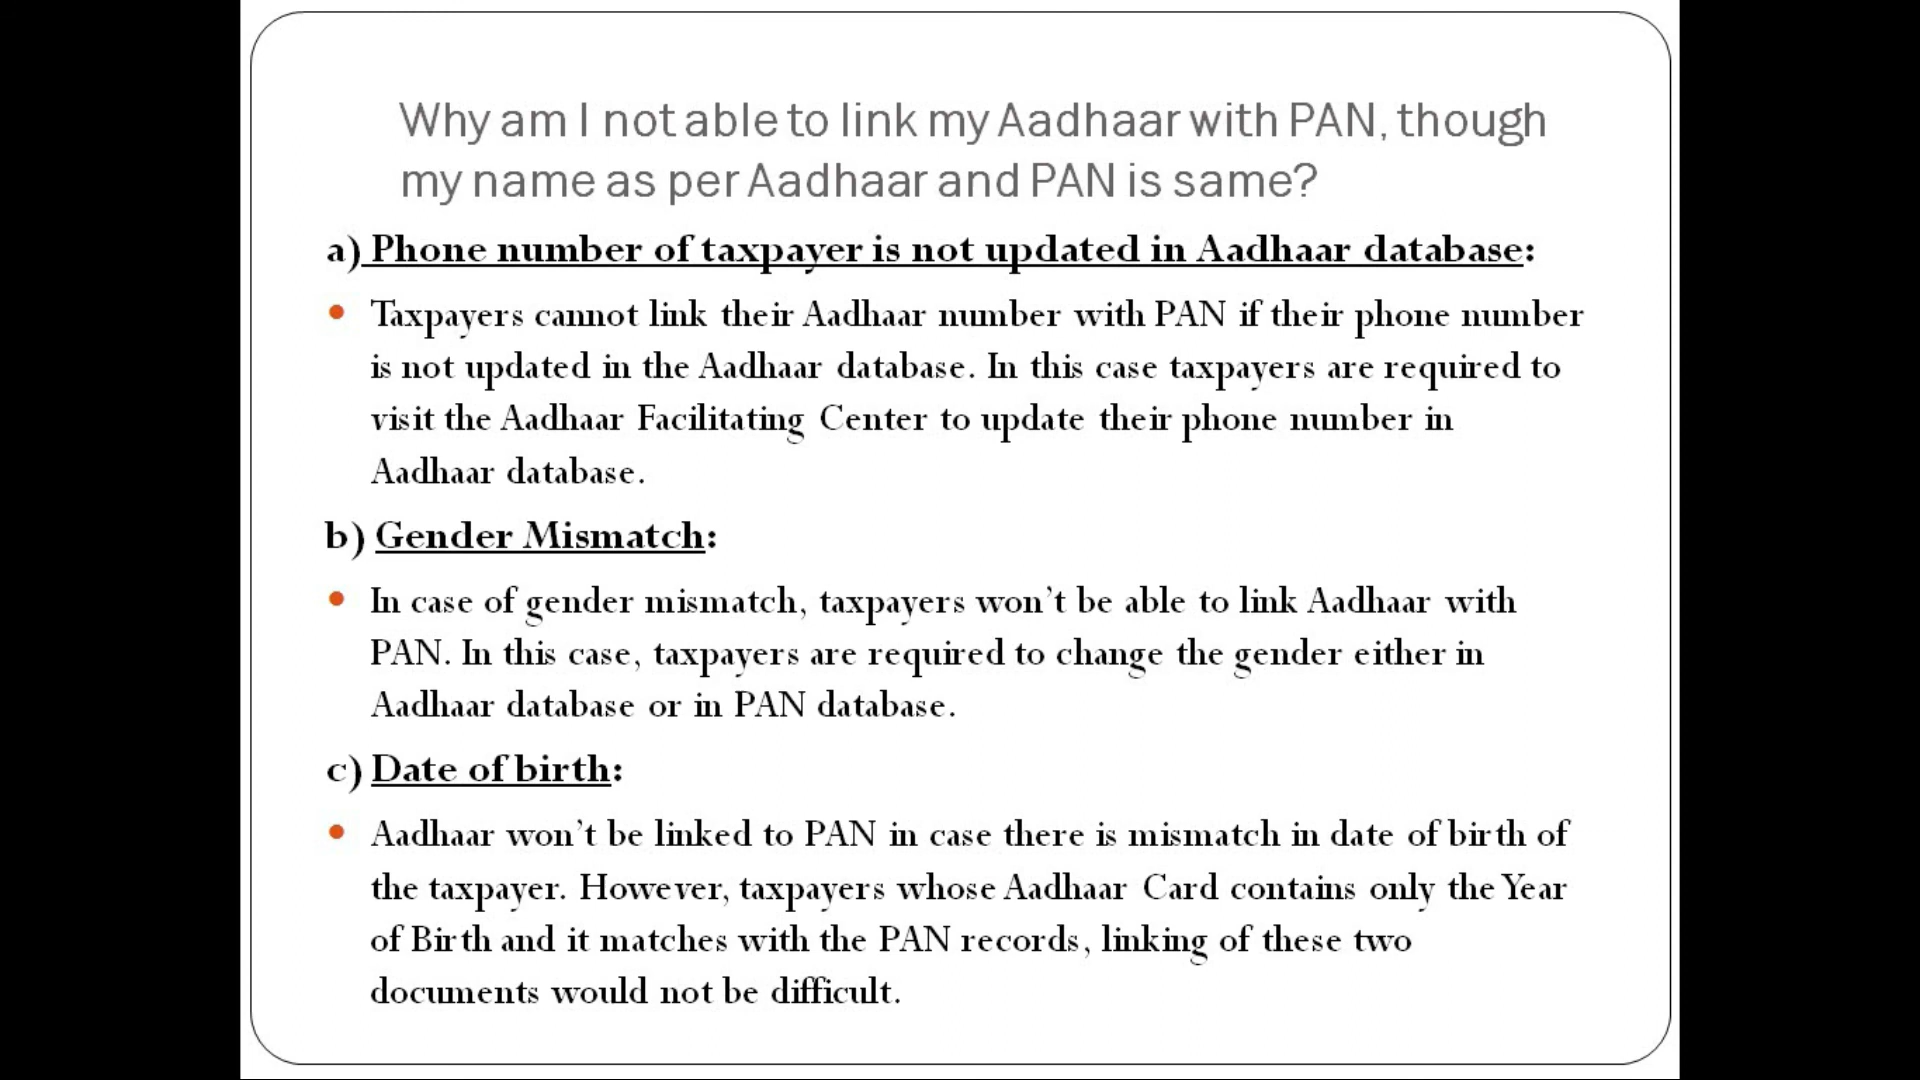 Why am I not able to link my Aadhaar with PAN, though
my name as per Aadhaar and PAN is same?
a) Phone number of taxpayer is not updated in Aadhaar database:
• Taxpayers cannot link their Aadhaar number with PAN if their phone number
is not updated in the Aadhaar database. In this case taxpayers are required to
visit the Aadhaar Facilitating Center to update their phone number in
Aadhaar database.
b) Gender Mismatch:
• In case of gender mismatch, taxpayers won’t be able to link Aadhaar with
PAN. In this case, taxpayers are required to change the gender either in
Aadhaar database or in PAN database.
c) Date of birth:
• Aadhaar won’t be linked to PAN in case there is mismatch in date of birth of
the taxpayer. However, taxpayers whose Aadhaar Card contains only the Year
of Birth and it matches with the PAN records, linking of these two
documents would not be difficult.